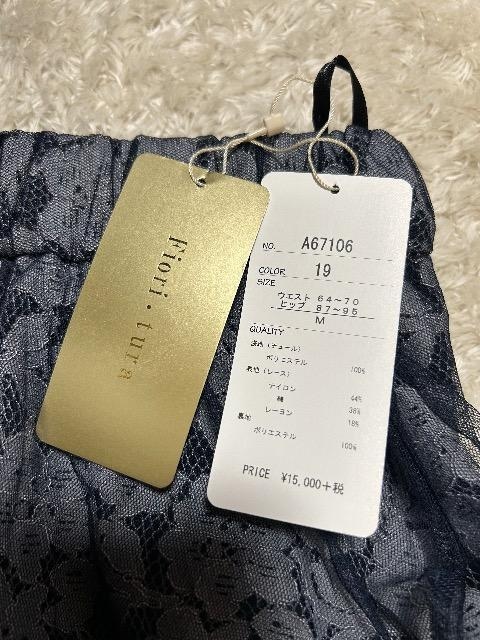 Fiori.tura
NO. A67106
COLOR 19
SIZE
ウエスト 64~70
ヒップ 87~95
M
QUALITY
表地(チュール)
ポリエステル 100%
表地(レース)
ナイロン 44%
綿 38%
レーヨン 18%
裏地
ポリエステル 100%
PRICE ¥15,000+税